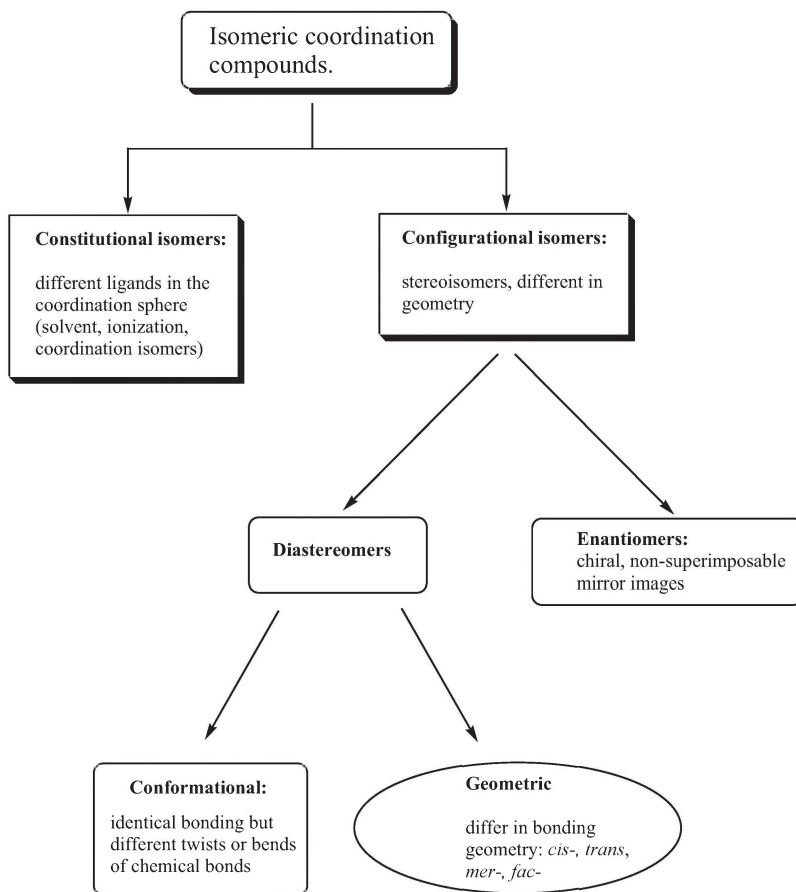 Isomeric coordination
compounds.
Constitutional isomers:
different ligands in the
coordination sphere
(solvent, ionization,
coordination isomers)
Configurational isomers:
stereoisomers, different in
geometry
Diastereomers
Enantiomers:
chiral, non-superimposable
mirror images
Conformational:
identical bonding but
different twists or bends
of chemical bonds
Geometric
differ in bonding
geometry: cis-, trans,
mer-, fac-